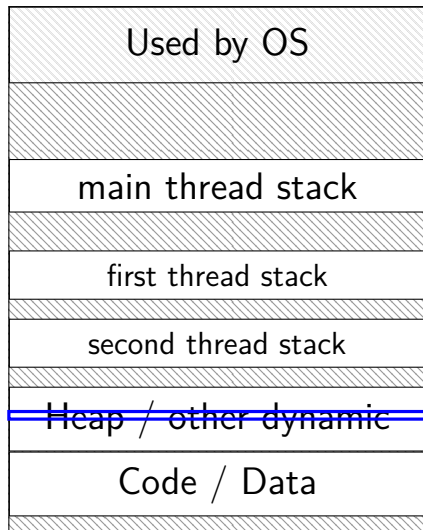 Used by OS
main thread stack
first thread stack
second thread stack
Heap / other dynamic
Code / Data